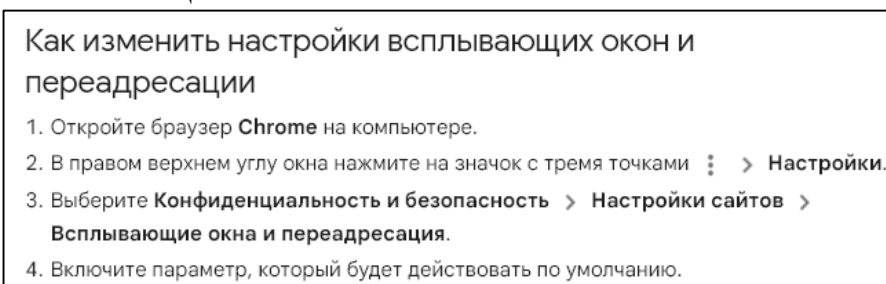 Как изменить настройки всплывающих окон и
переадресации
1. Откройте браузер Chrome на компьютере.
2. В правом верхнем углу окна нажмите на значок с тремя точками ⋮ > Настройки.
3. Выберите Конфиденциальность и безопасность > Настройки сайтов >
Всплывающие окна и переадресация.
4. Включите параметр, который будет действовать по умолчанию.